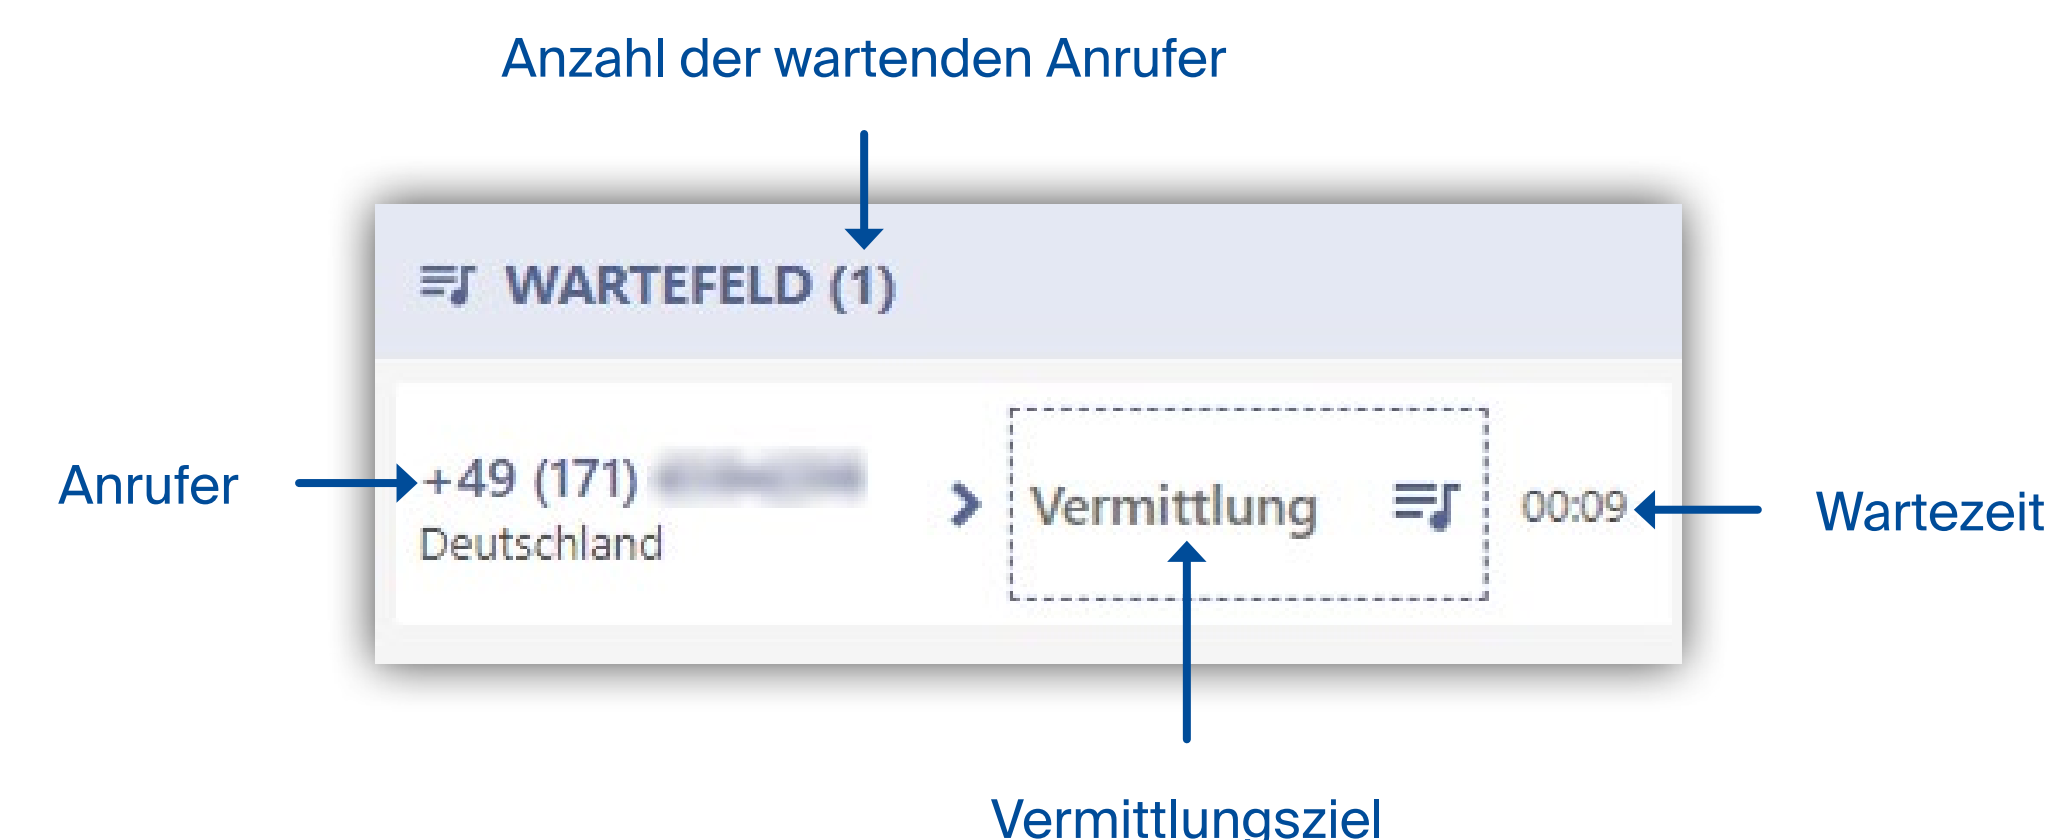 Anzahl der wartenden Anrufer
WARTEFELD (1)
Anrufer
+49 (171)
Deutschland
Vermittlung
00:09
Wartezeit
Vermittlungsziel